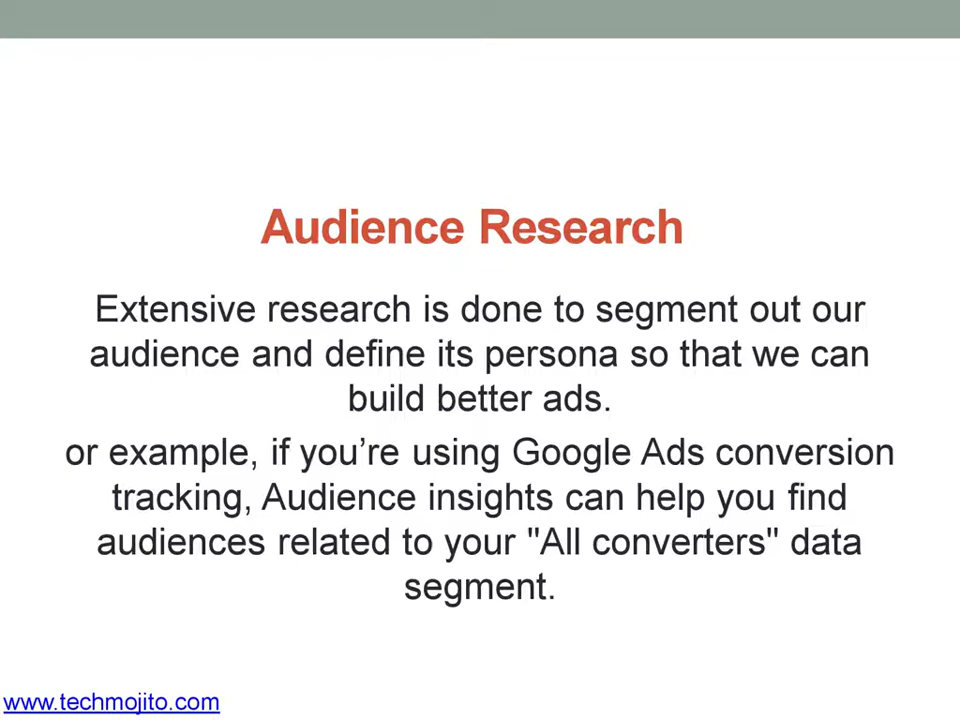 Audience Research
Extensive research is done to segment out our
audience and define its persona so that we can
build better ads.
or example, if you’re using Google Ads conversion
tracking, Audience insights can help you find
audiences related to your "All converters" data
segment.
www.techmojito.com